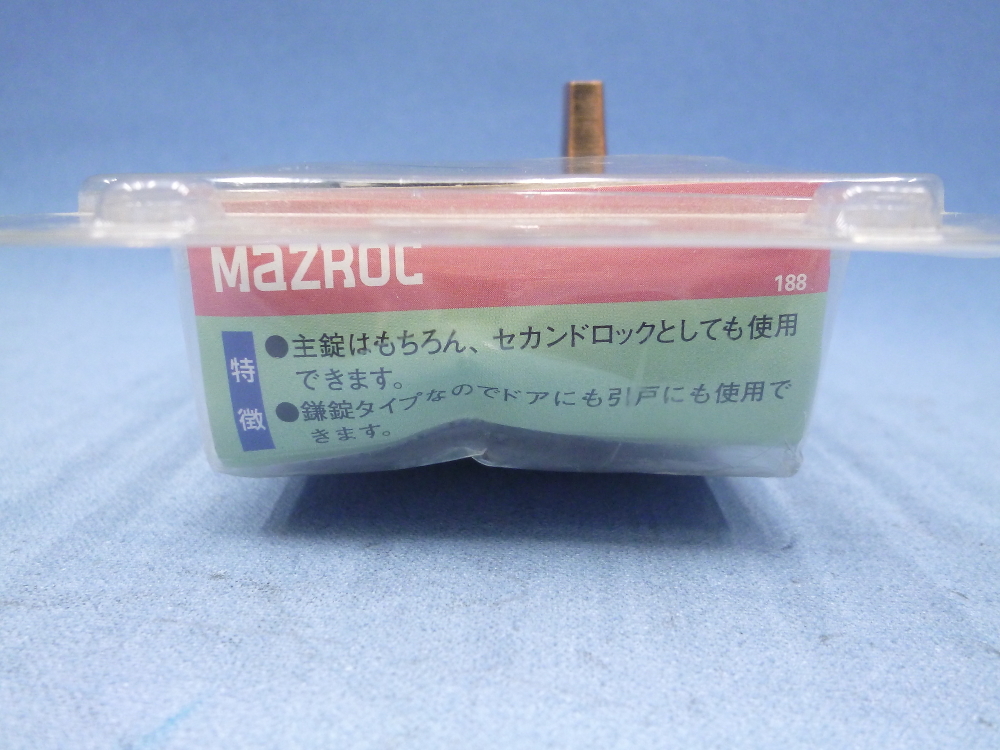 MAZROC
188
特徴
●主錠はもちろん、セカンドロックとしても使用
できます。
●鎌錠タイプなのでドアにも引戸にも使用で
きます。